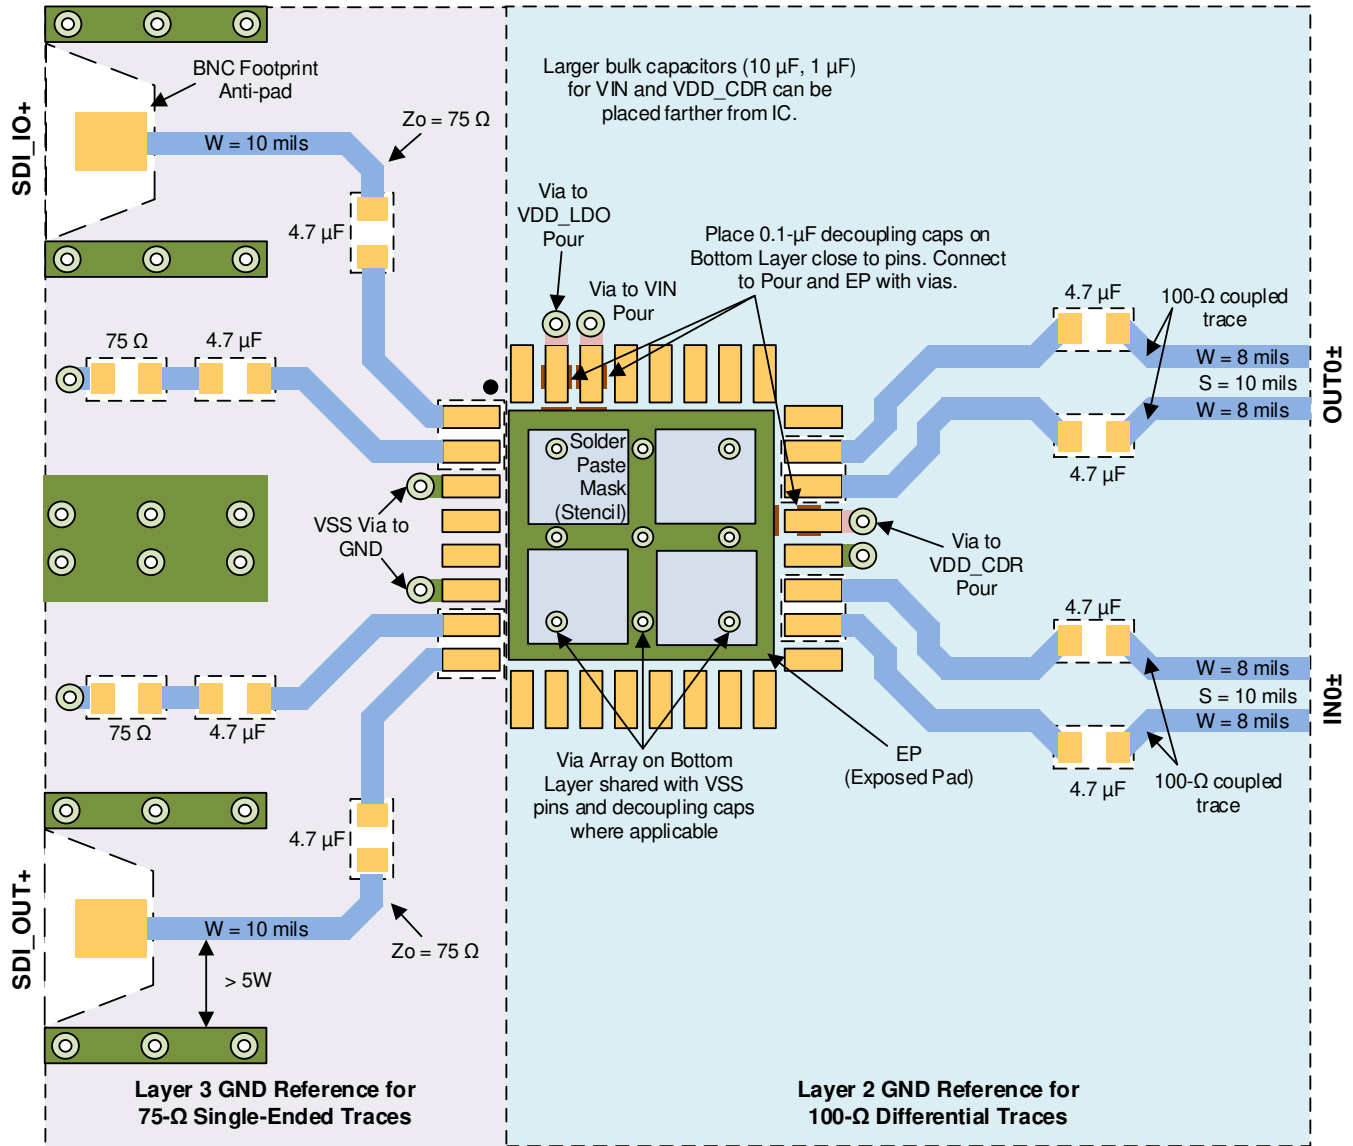 BNC Footprint
Anti-pad
SDI_IO+
W = 10 mils
Zo = 75 Ω
4.7 µF
75 Ω
4.7 µF
VSS Via to
GND
75 Ω
4.7 µF
4.7 µF
SDI_OUT+
W = 10 mils
Zo = 75 Ω
> 5W
Layer 3 GND Reference for
75-Ω Single-Ended Traces
Larger bulk capacitors (10 µF, 1 µF)
for VIN and VDD_CDR can be
placed farther from IC.
Via to
VDD_LDO
Pour
Via to VIN
Pour
Place 0.1-µF decoupling caps on
Bottom Layer close to pins. Connect
to Pour and EP with vias.
Solder
Paste
Mask
(Stencil)
4.7 µF
100-Ω coupled
trace
W = 8 mils
S = 10 mils
W = 8 mils
4.7 µF
OUT0±
Via to
VDD_CDR
Pour
4.7 µF
W = 8 mils
S = 10 mils
W = 8 mils
4.7 µF
100-Ω coupled
trace
IN0±
EP
(Exposed Pad)
Via Array on Bottom
Layer shared with VSS
pins and decoupling caps
where applicable
Layer 2 GND Reference for
100-Ω Differential Traces